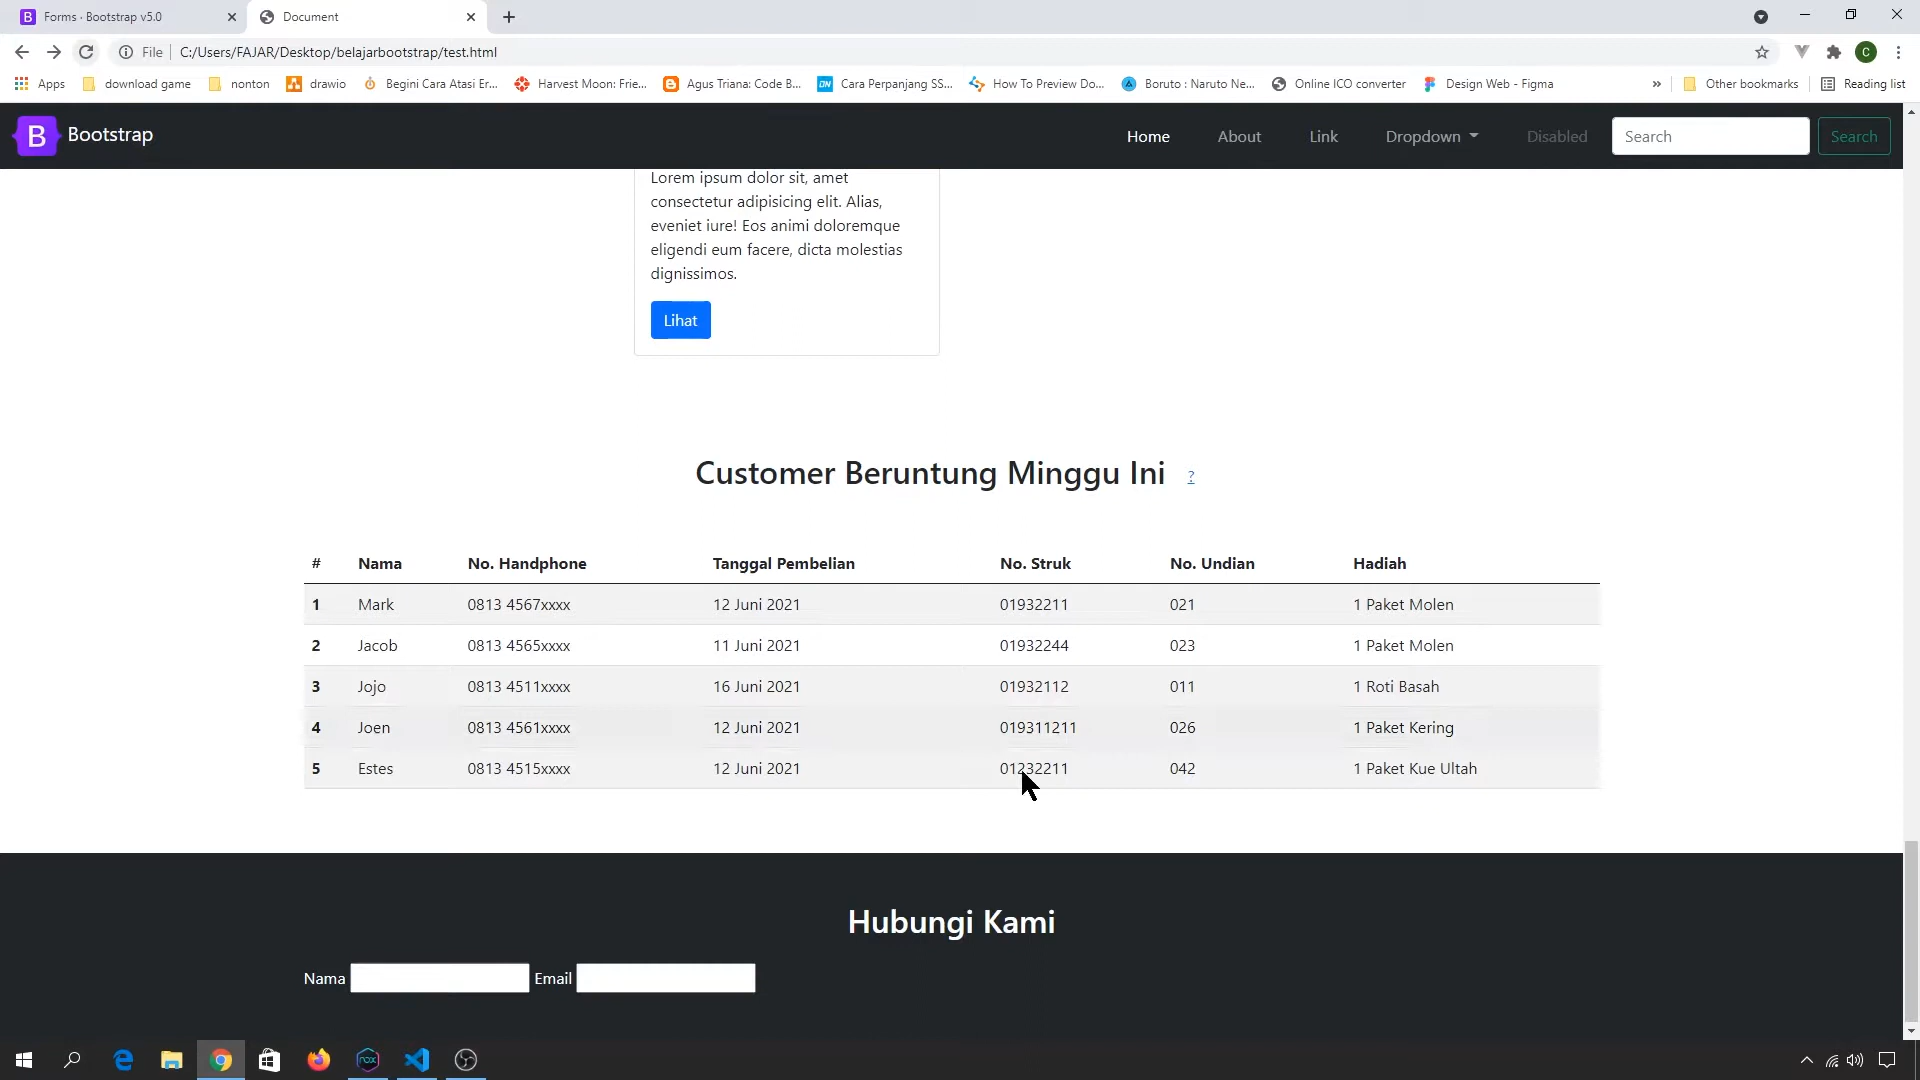 Forms · Bootstrap v5.0
Document
File
C:/Users/FAJAR/Desktop/belajarbootstrap/test.html
C
Apps
download game
nonton
drawio
Begini Cara Atasi Er...
Harvest Moon: Frie...
Agus Triana: Code B...
Cara Perpanjang SS...
How To Preview Do...
Boruto : Naruto Ne...
Online ICO converter
Design Web - Figma
»
Other bookmarks
Reading list
B Bootstrap
Home
About
Link
Dropdown
Disabled
Search
Search
Lorem ipsum dolor sit, amet
consectetur adipisicing elit. Alias,
eveniet iure! Eos animi doloremque
eligendi eum facere, dicta molestias
dignissimos.
Lihat
Customer Beruntung Minggu Ini ?
# Nama No. Handphone Tanggal Pembelian No. Struk No. Undian Hadiah
1 Mark 0813 4567xxxx 12 Juni 2021 01932211 021 1 Paket Molen
2 Jacob 0813 4565xxxx 11 Juni 2021 01932244 023 1 Paket Molen
3 Jojo 0813 4511xxxx 16 Juni 2021 01932112 011 1 Roti Basah
4 Joen 0813 4561xxxx 12 Juni 2021 019311211 026 1 Paket Kering
5 Estes 0813 4515xxxx 12 Juni 2021 01232211 042 1 Paket Kue Ultah
Hubungi Kami
Nama
Email